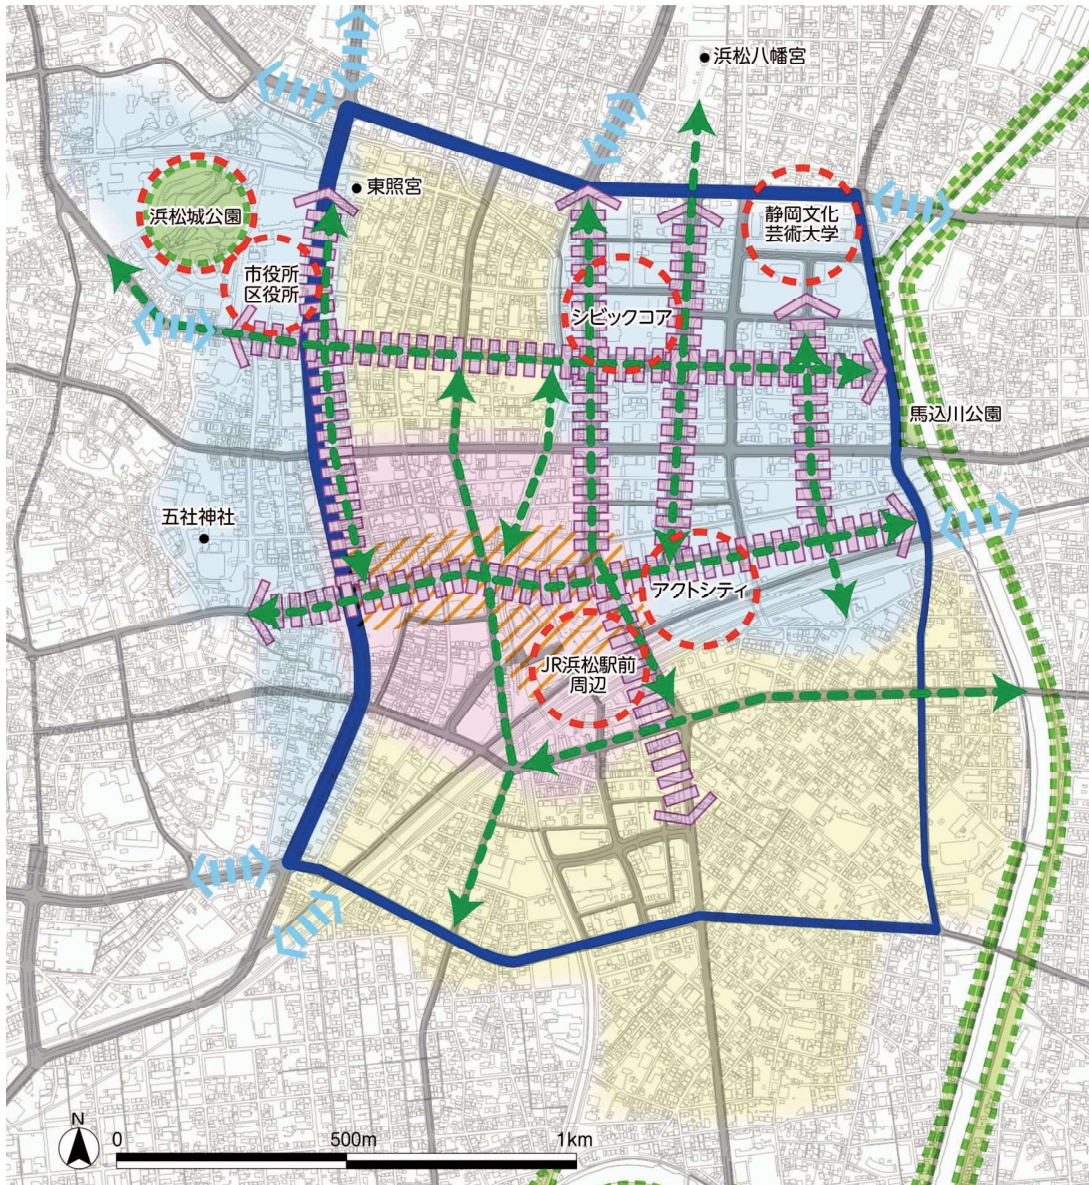 浜松八幡宮
東照宮
浜松城公園
静岡文化
芸術大学
市役所
区役所
シビックコア
馬込川公園
五社神社
アクトシティ
JR浜松駅前
周辺
N
0
500m
1km